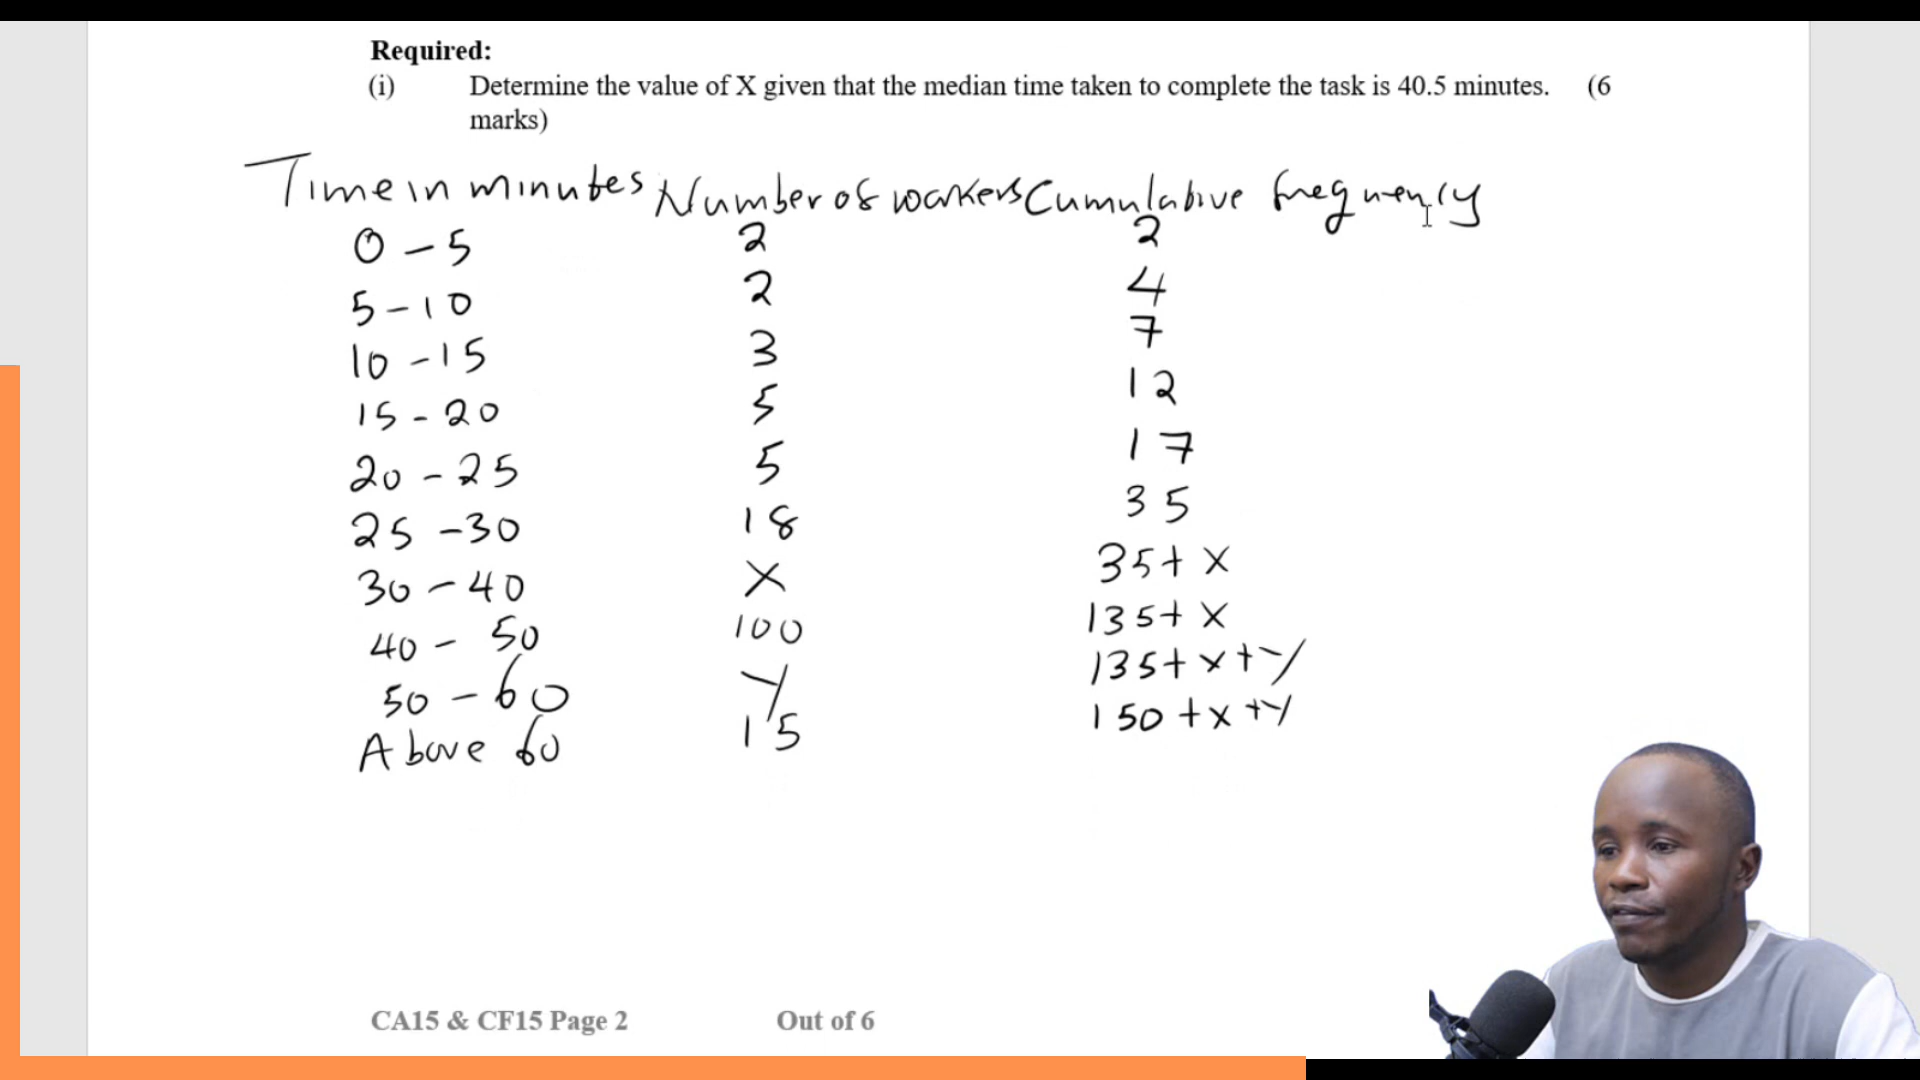 Required:
(i) Determine the value of X given that the median time taken to complete the task is 40.5 minutes. (6
marks)
Time in minutes Number of workers Cumulative frequency
0 - 5 2 2
5 - 10 2 4
10 - 15 3 7
15 - 20 5 12
20 - 25 5 17
25 - 30 18 35
30 - 40 X 35 + X
40 - 50 100 135 + X
50 - 60 Y 135 + X + Y
Above 60 15 150 + X + Y
CA15 & CF15 Page 2 Out of 6